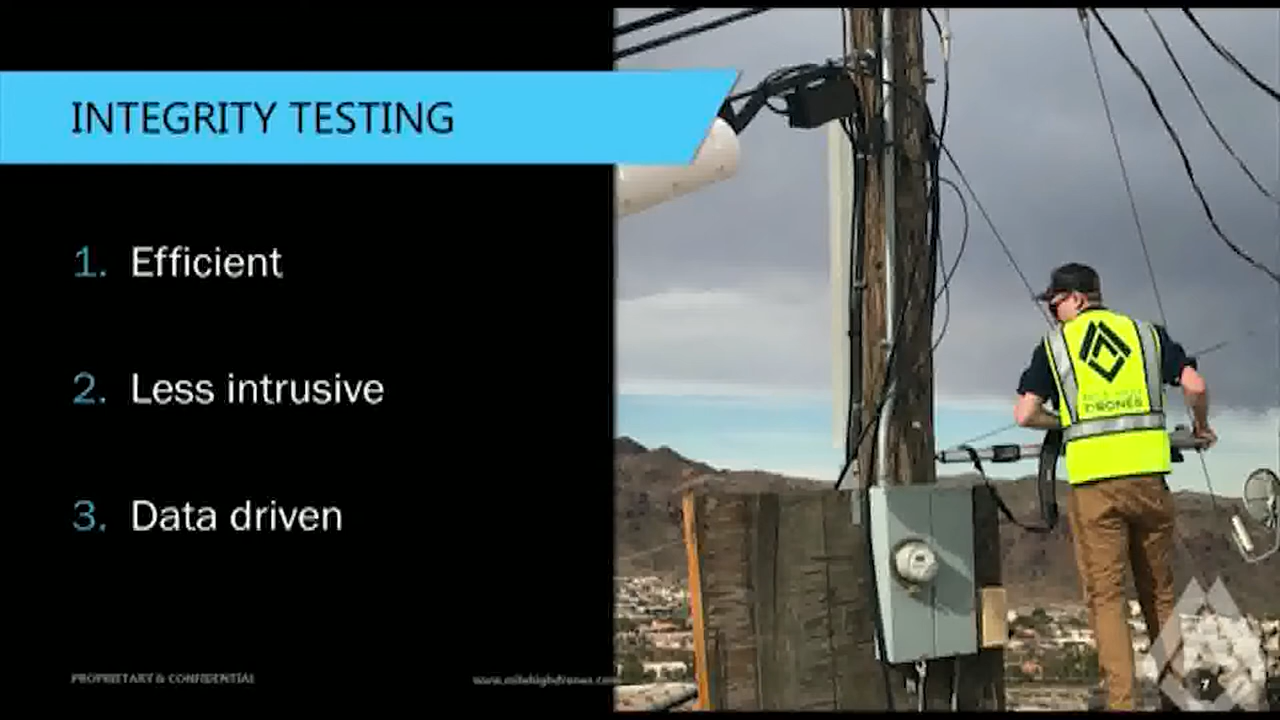 INTEGRITY TESTING
1. Efficient
2. Less intrusive
3. Data driven
DRONES
PROPRIETARY & CONFIDENTIAL
www.milehighdrones.com
7